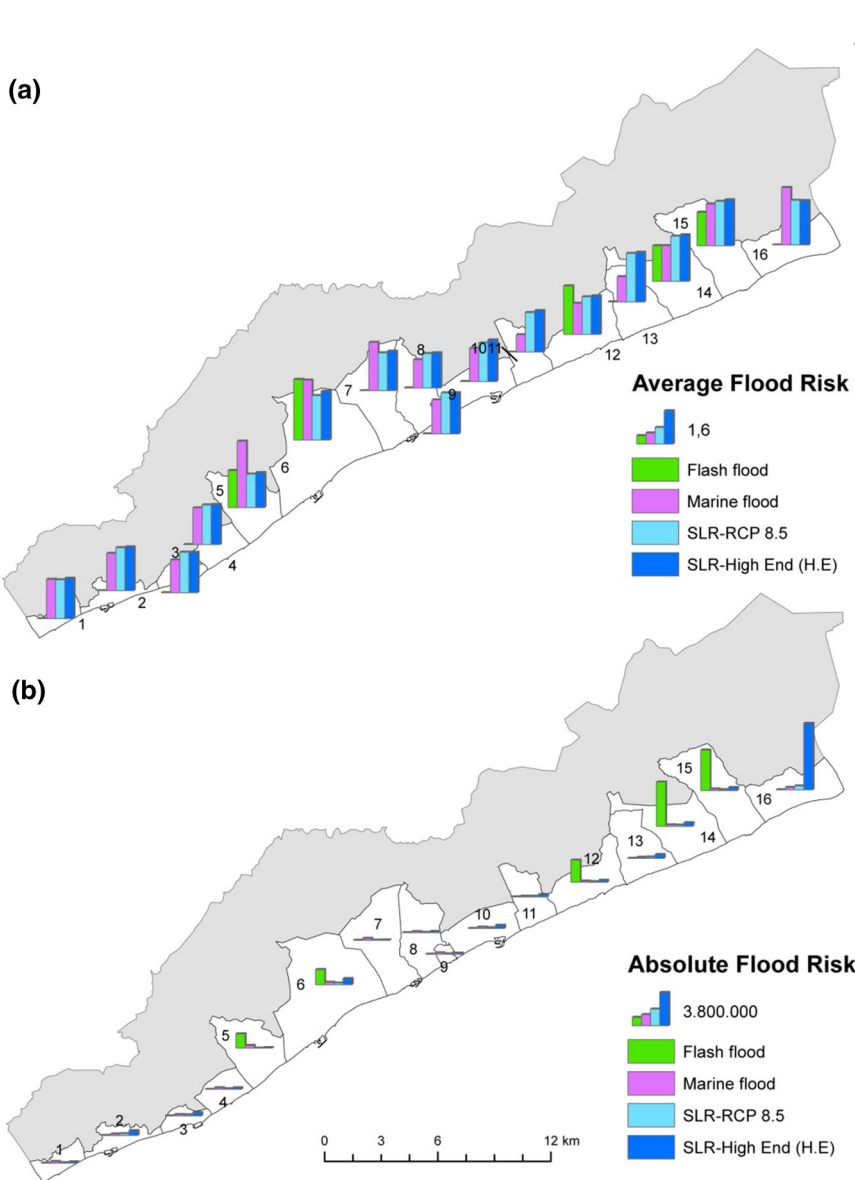 (a)
15
16
14
13
12
8
1011
7
9
6
5
3
4
2
1
Average Flood Risk
1,6
Flash flood
Marine flood
SLR-RCP 8.5
SLR-High End (H.E)
(b)
15
16
14
13
12
11
10
7
8
9
6
5
4
3
2
1
Absolute Flood Risk
3.800.000
Flash flood
Marine flood
SLR-RCP 8.5
SLR-High End (H.E)
0 3 6 12 km